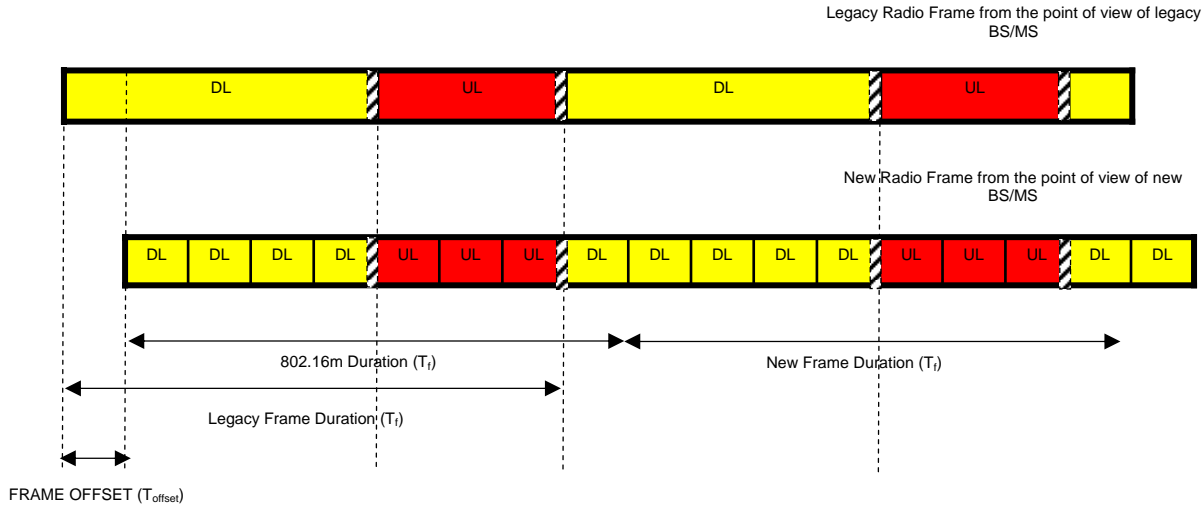 Legacy Radio Frame from the point of view of legacy
BS/MS
DL UL DL UL
New Radio Frame from the point of view of new
BS/MS
DL DL DL DL UL UL UL DL DL DL DL DL UL UL UL DL DL
802.16m Duration (Tf)
New Frame Duration (Tf)
Legacy Frame Duration (Tf)
FRAME OFFSET (Toffset)